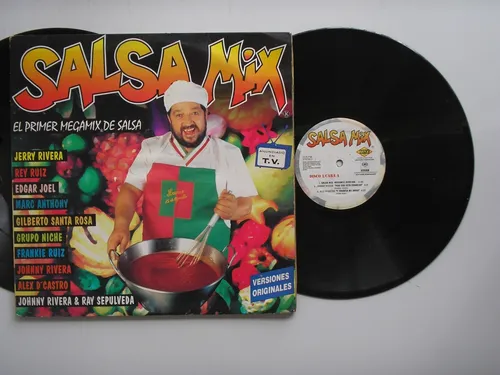 SALSA MIX
EL PRIMER MEGAMIX DE SALSA
JERRY RIVERA
REY RUIZ
EDGAR JOEL
MARC ANTHONY
GILBERTO SANTA ROSA
GRUPO NICHE
FRANKIE RUIZ
JOHNNY RIVERA
ALEX D'CASTRO
JOHNNY RIVERA & RAY SEPULVEDA
T.V.
VERSIONES
ORIGINALES
SALSA MIX